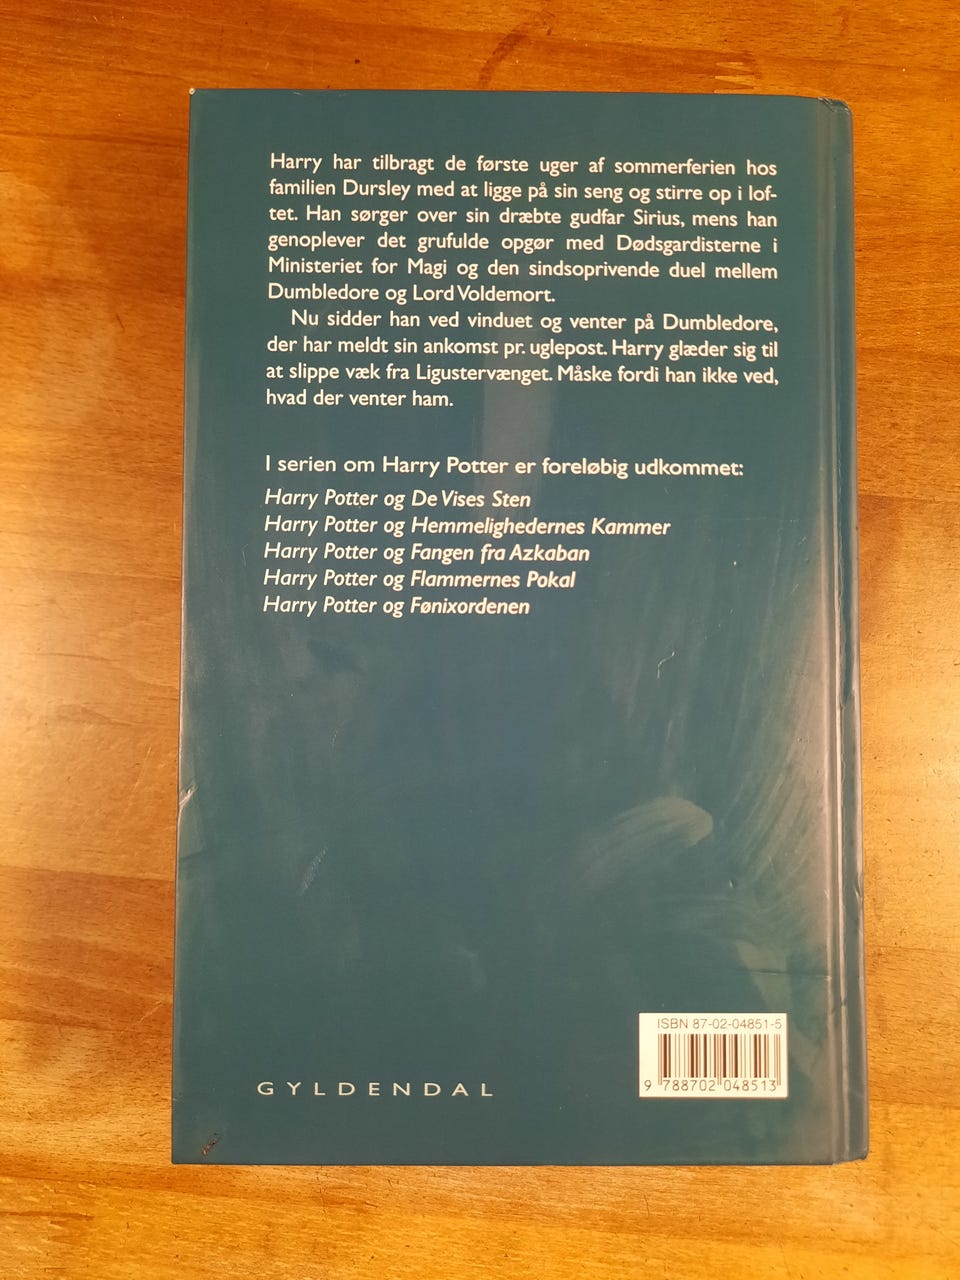 Harry har tilbragt de første uger af sommerferien hos
familien Dursley med at ligge på sin seng og stirre op i lof-
tet. Han sørger over sin dræbte gudfar Sirius, mens han
genoplever det grufulde opgør med Dødsgardisterne i
Ministeriet for Magi og den sindsoprivende duel mellem
Dumbledore og Lord Voldemort.
Nu sidder han ved vinduet og venter på Dumbledore,
der har meldt sin ankomst pr. uglepost. Harry glæder sig til
at slippe væk fra Ligustervænget. Måske fordi han ikke ved,
hvad der venter ham.
I serien om Harry Potter er foreløbig udkommet:
Harry Potter og De Vises Sten
Harry Potter og Hemmelighedernes Kammer
Harry Potter og Fangen fra Azkaban
Harry Potter og Flammernes Pokal
Harry Potter og Fønixordenen
ISBN 87-02-04851-5
9 788702 048513
GYLDENDAL